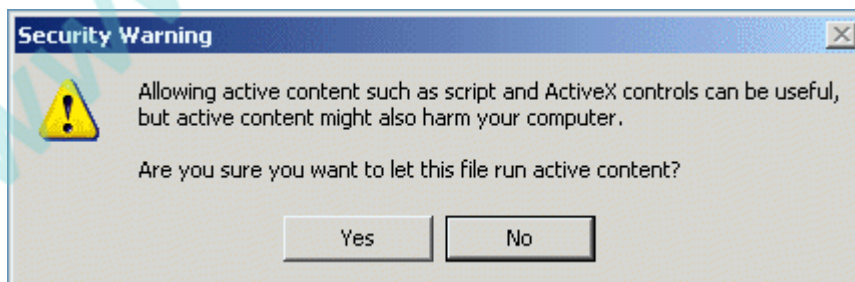 Security Warning
Allowing active content such as script and ActiveX controls can be useful,
but active content might also harm your computer.
Are you sure you want to let this file run active content?
Yes No